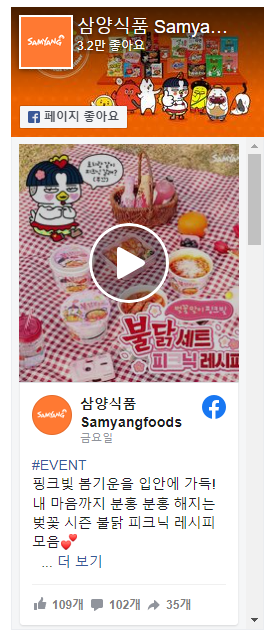 SAMYANG
삼양식품 Samya...
3.2만 좋아요
페이지 좋아요
불닭세트
피크닉 레시피
SAMYANG
삼양식품
Samyangfoods
금요일
#EVENT
핑크빛 봄기운을 입안에 가득!
내 마음까지 분홍 분홍 해지는
벚꽃 시즌 불닭 피크닉 레시피
모음💕
... 더 보기
109개 102개 35개